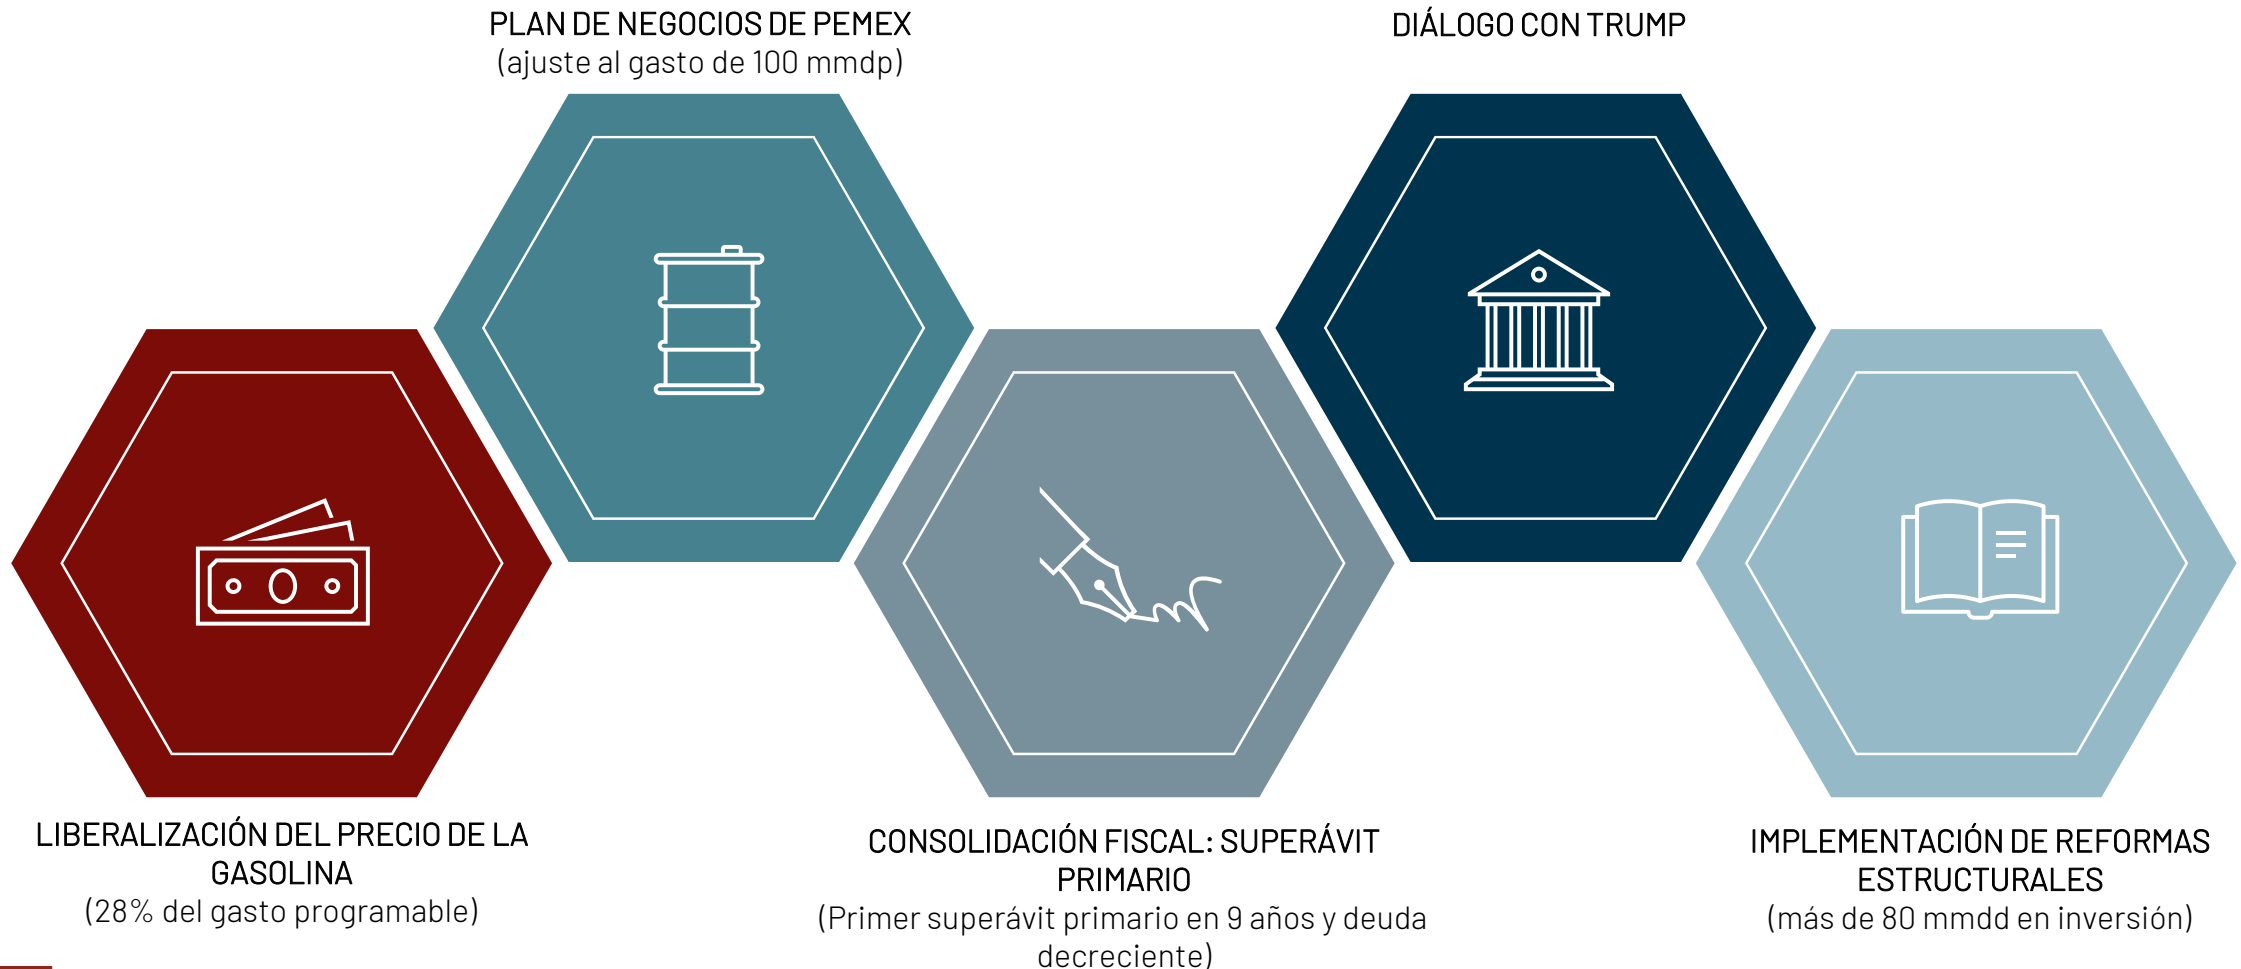 PLAN DE NEGOCIOS DE PEMEX
(ajuste al gasto de 100 mmdp)
DIÁLOGO CON TRUMP
LIBERALIZACIÓN DEL PRECIO DE LA
GASOLINA
(28% del gasto programable)
CONSOLIDACIÓN FISCAL: SUPERÁVIT
PRIMARIO
(Primer superávit primario en 9 años y deuda
decreciente)
IMPLEMENTACIÓN DE REFORMAS
ESTRUCTURALES
(más de 80 mmdd en inversión)